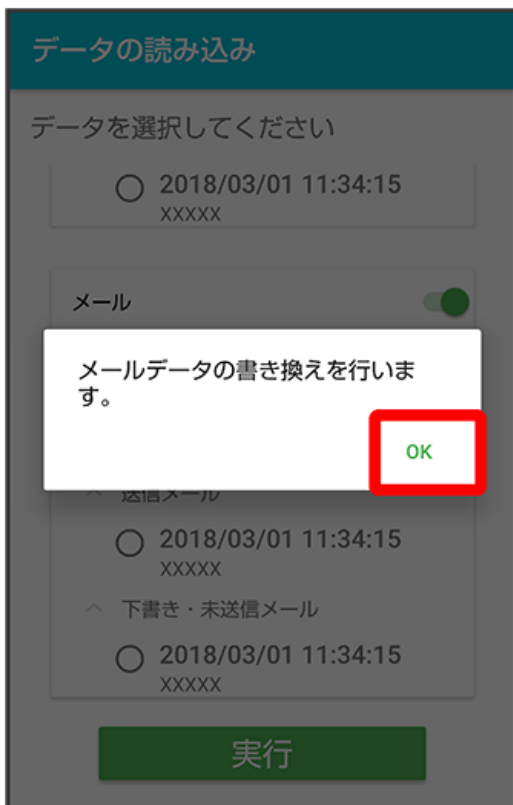 データの読み込み
データを選択してください
2018/03/01 11:34:15
XXXXX
メール
メールデータの書き換えを行いま
す。
OK
送信メール
2018/03/01 11:34:15
XXXXX
下書き・未送信メール
2018/03/01 11:34:15
XXXXX
実行